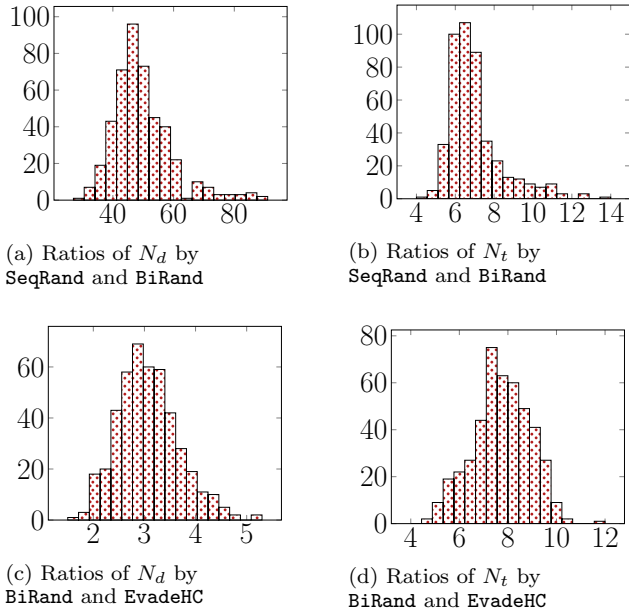 100
80
60
40
20
0
40 60 80
(a) Ratios of N_d by
SeqRand and BiRand
100
80
60
40
20
0
4 6 8 10 12 14
(b) Ratios of N_t by
SeqRand and BiRand
60
40
20
0
2 3 4 5
(c) Ratios of N_d by
BiRand and EvadeHC
80
60
40
20
0
4 6 8 10 12
(d) Ratios of N_t by
BiRand and EvadeHC